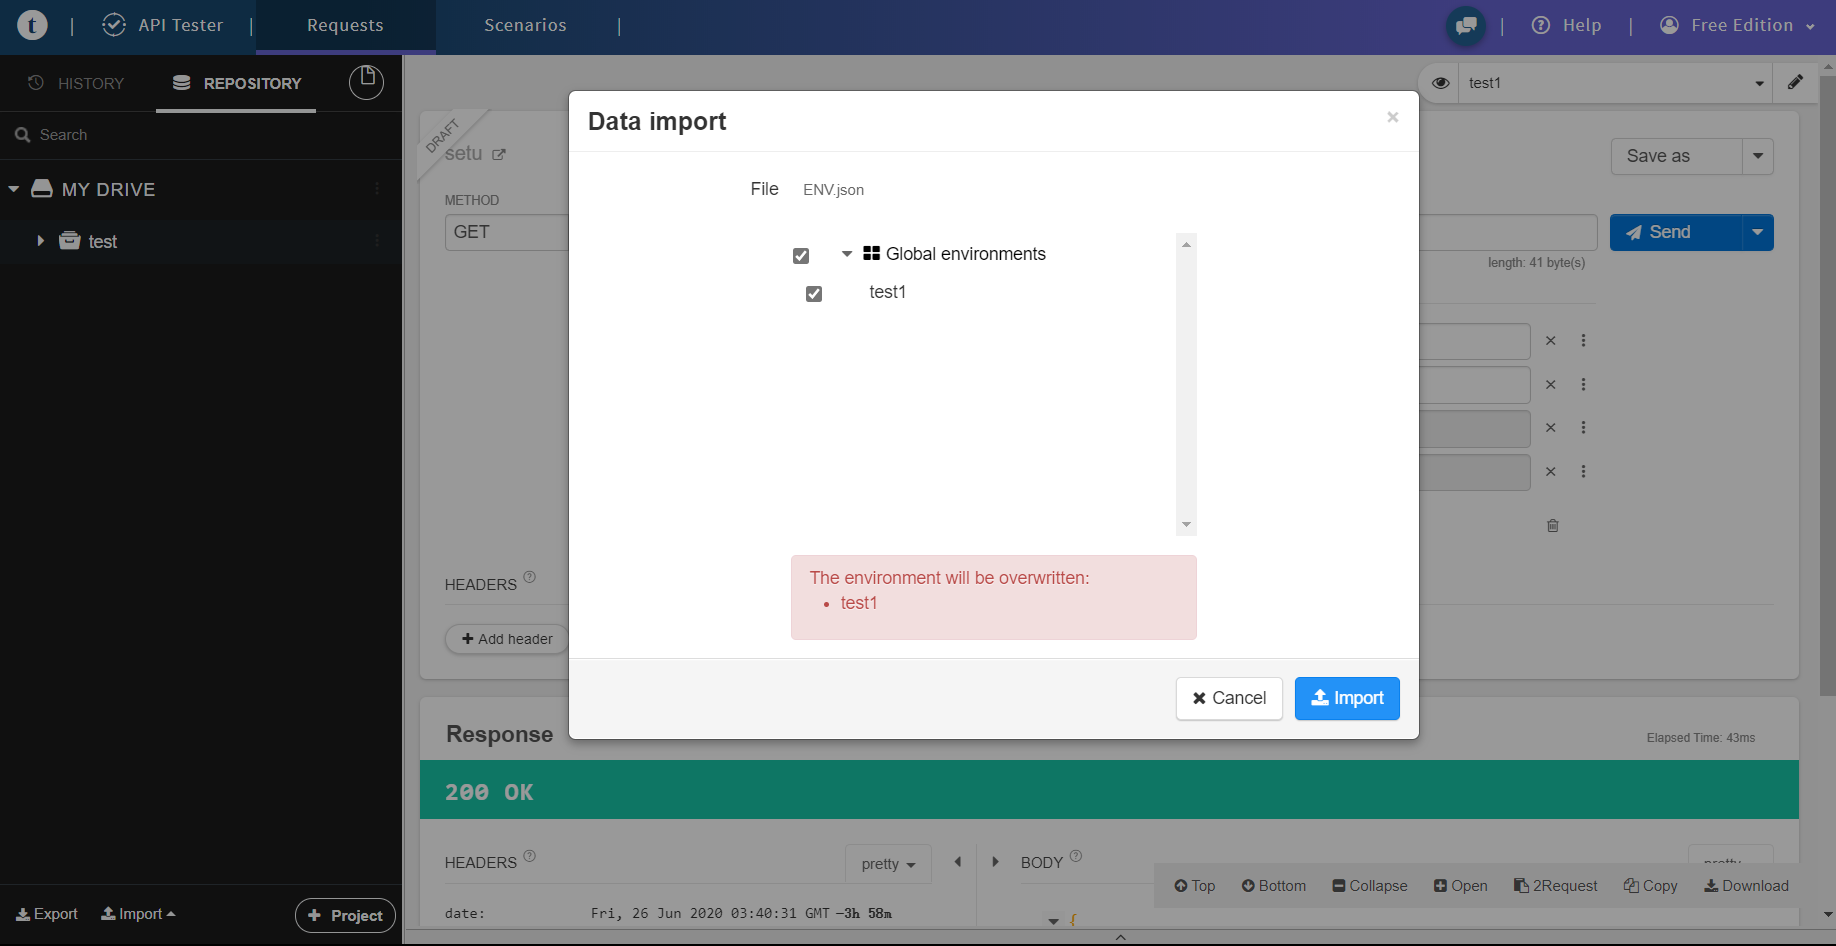 t | API Tester | Requests Scenarios | | Help | Free Edition
HISTORY REPOSITORY
test1
Search
MY DRIVE
test
DRAFT
setu
Save as
METHOD
GET
Send
length: 41 byte(s)
Data import
×
File ENV.json
Global environments
test1
The environment will be overwritten:
• test1
Cancel Import
HEADERS ?
+ Add header
Response
Elapsed Time: 43ms
200 OK
HEADERS ? pretty BODY ? pretty
Top Bottom Collapse Open 2Request Copy Download
date: Fri, 26 Jun 2020 03:40:31 GMT −3h 58m
{
Export Import + Project